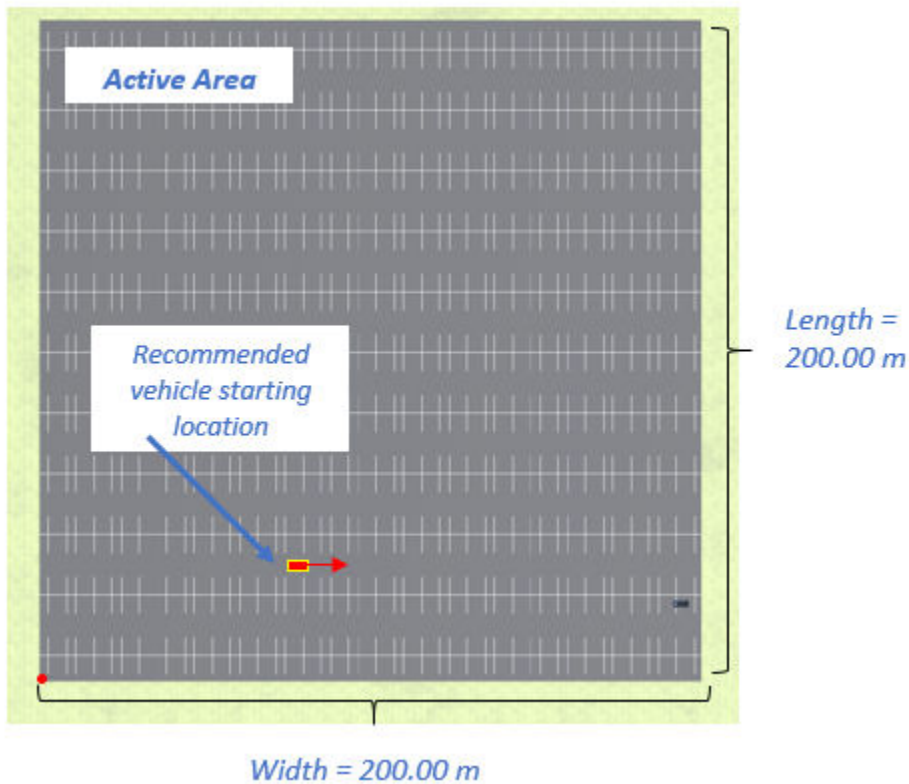 Active Area
Recommended
vehicle starting
location
Length =
200.00 m
Width = 200.00 m